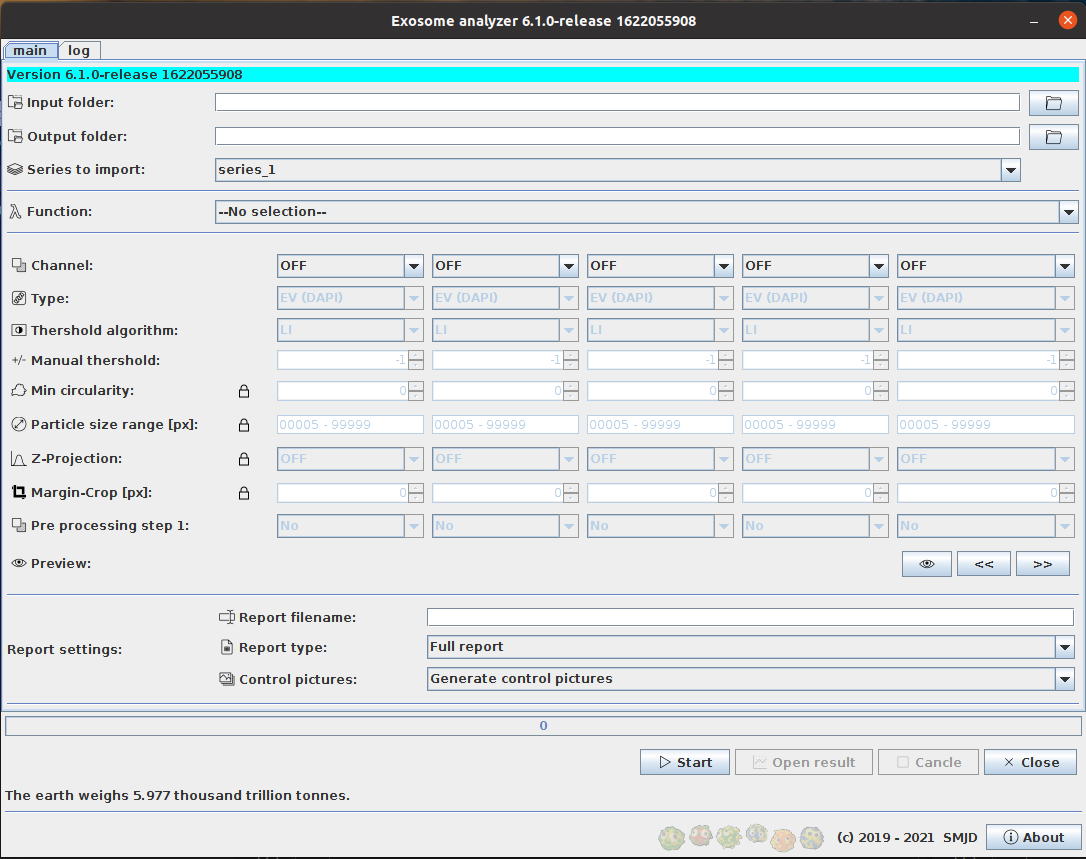 Exosome analyzer 6.1.0-release 1622055908
main log
Version 6.1.0-release 1622055908
Input folder:
Output folder:
Series to import: series_1
Function: --No selection--
Channel: OFF OFF OFF OFF OFF
Type: EV (DAPI) EV (DAPI) EV (DAPI) EV (DAPI) EV (DAPI)
Thershold algorithm: LI LI LI LI LI
+/- Manual thershold: -1 -1 -1 -1 -1
Min circularity: 0 0 0 0 0
Particle size range [px]: 00005 - 99999 00005 - 99999 00005 - 99999 00005 - 99999 00005 - 99999
Z-Projection: OFF OFF OFF OFF OFF
Margin-Crop [px]: 0 0 0 0 0
Pre processing step 1: No No No No No
Preview: << >>
Report filename:
Report settings: Report type: Full report
Control pictures: Generate control pictures
0
Start Open result Cancle Close
The earth weighs 5.977 thousand trillion tonnes.
(c) 2019 - 2021 SMJD About